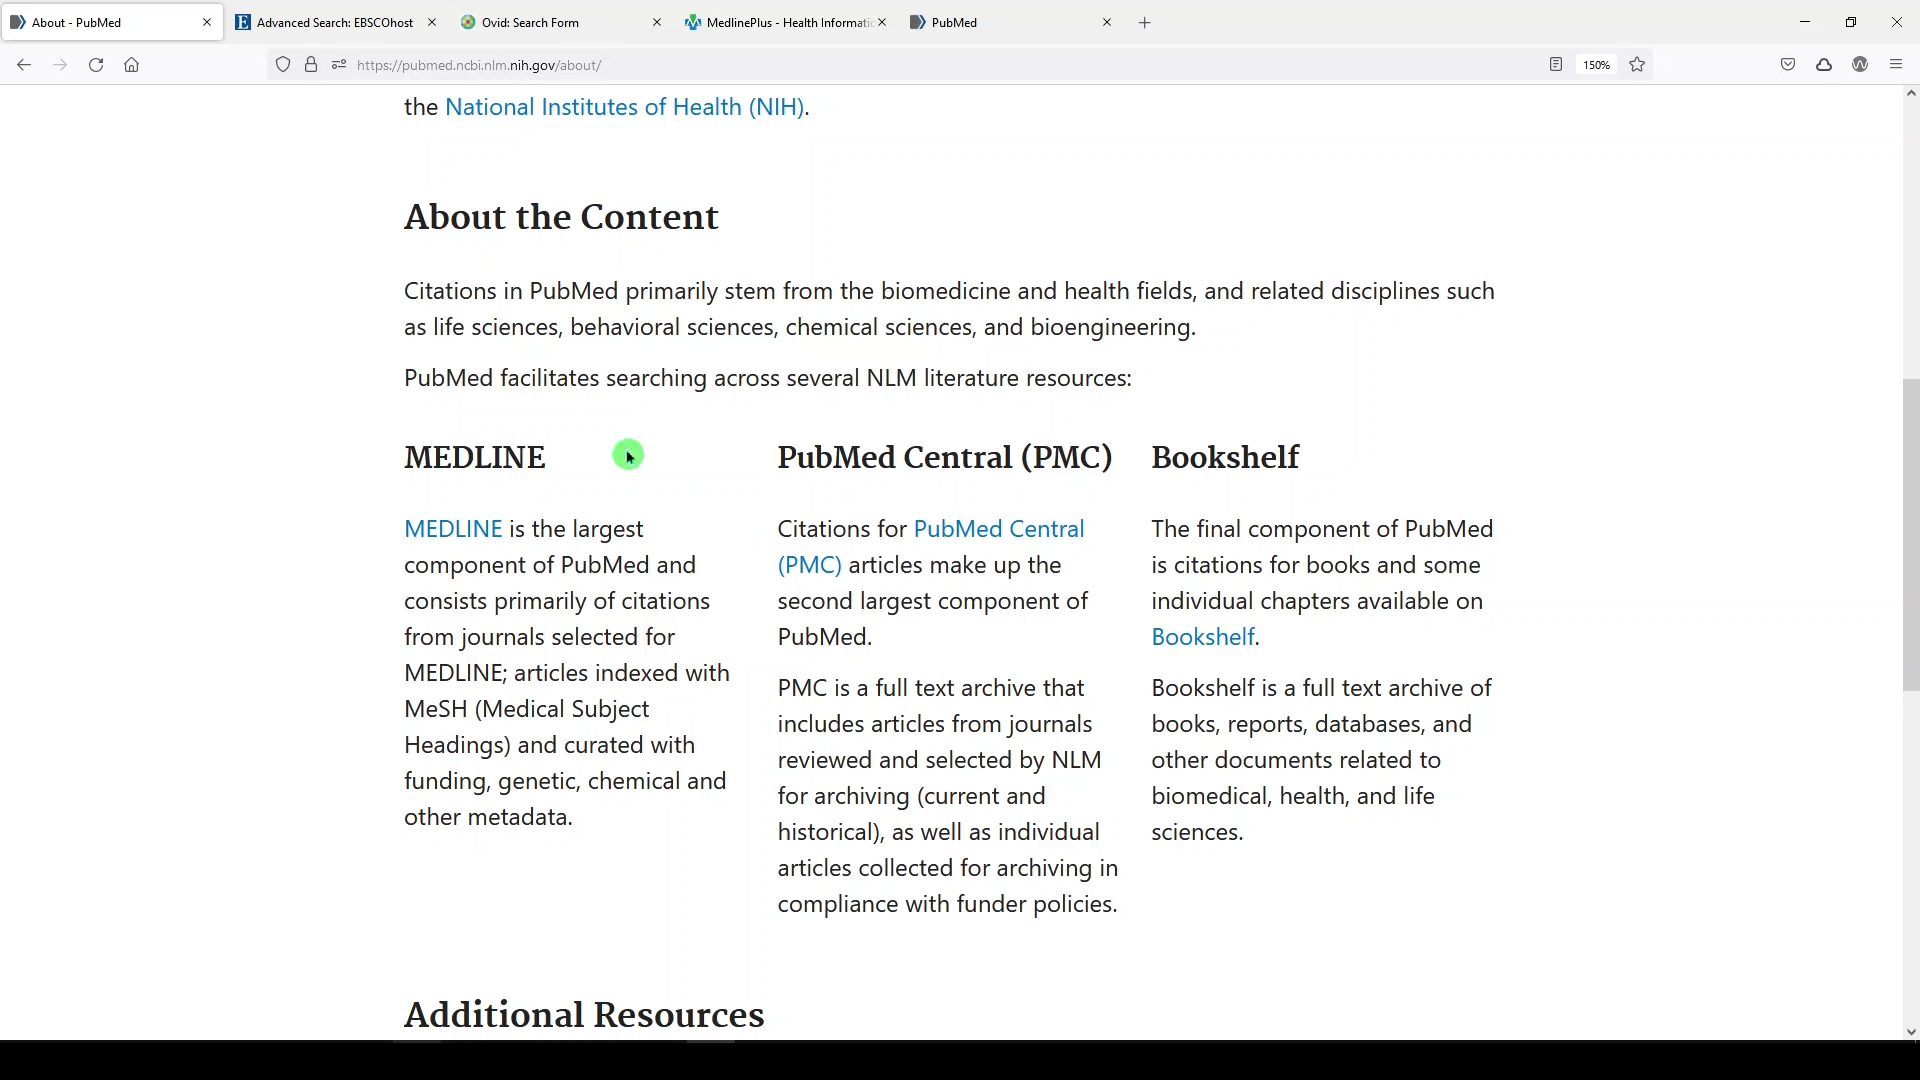 About - PubMed
Advanced Search: EBSCOhost
Ovid: Search Form
MedlinePlus - Health Informatic
PubMed
https://pubmed.ncbi.nlm.nih.gov/about/
150%
the National Institutes of Health (NIH).
About the Content
Citations in PubMed primarily stem from the biomedicine and health fields, and related disciplines such
as life sciences, behavioral sciences, chemical sciences, and bioengineering.
PubMed facilitates searching across several NLM literature resources:
MEDLINE
MEDLINE is the largest
component of PubMed and
consists primarily of citations
from journals selected for
MEDLINE; articles indexed with
MeSH (Medical Subject
Headings) and curated with
funding, genetic, chemical and
other metadata.
PubMed Central (PMC)
Citations for PubMed Central
(PMC) articles make up the
second largest component of
PubMed.
PMC is a full text archive that
includes articles from journals
reviewed and selected by NLM
for archiving (current and
historical), as well as individual
articles collected for archiving in
compliance with funder policies.
Bookshelf
The final component of PubMed
is citations for books and some
individual chapters available on
Bookshelf.
Bookshelf is a full text archive of
books, reports, databases, and
other documents related to
biomedical, health, and life
sciences.
Additional Resources